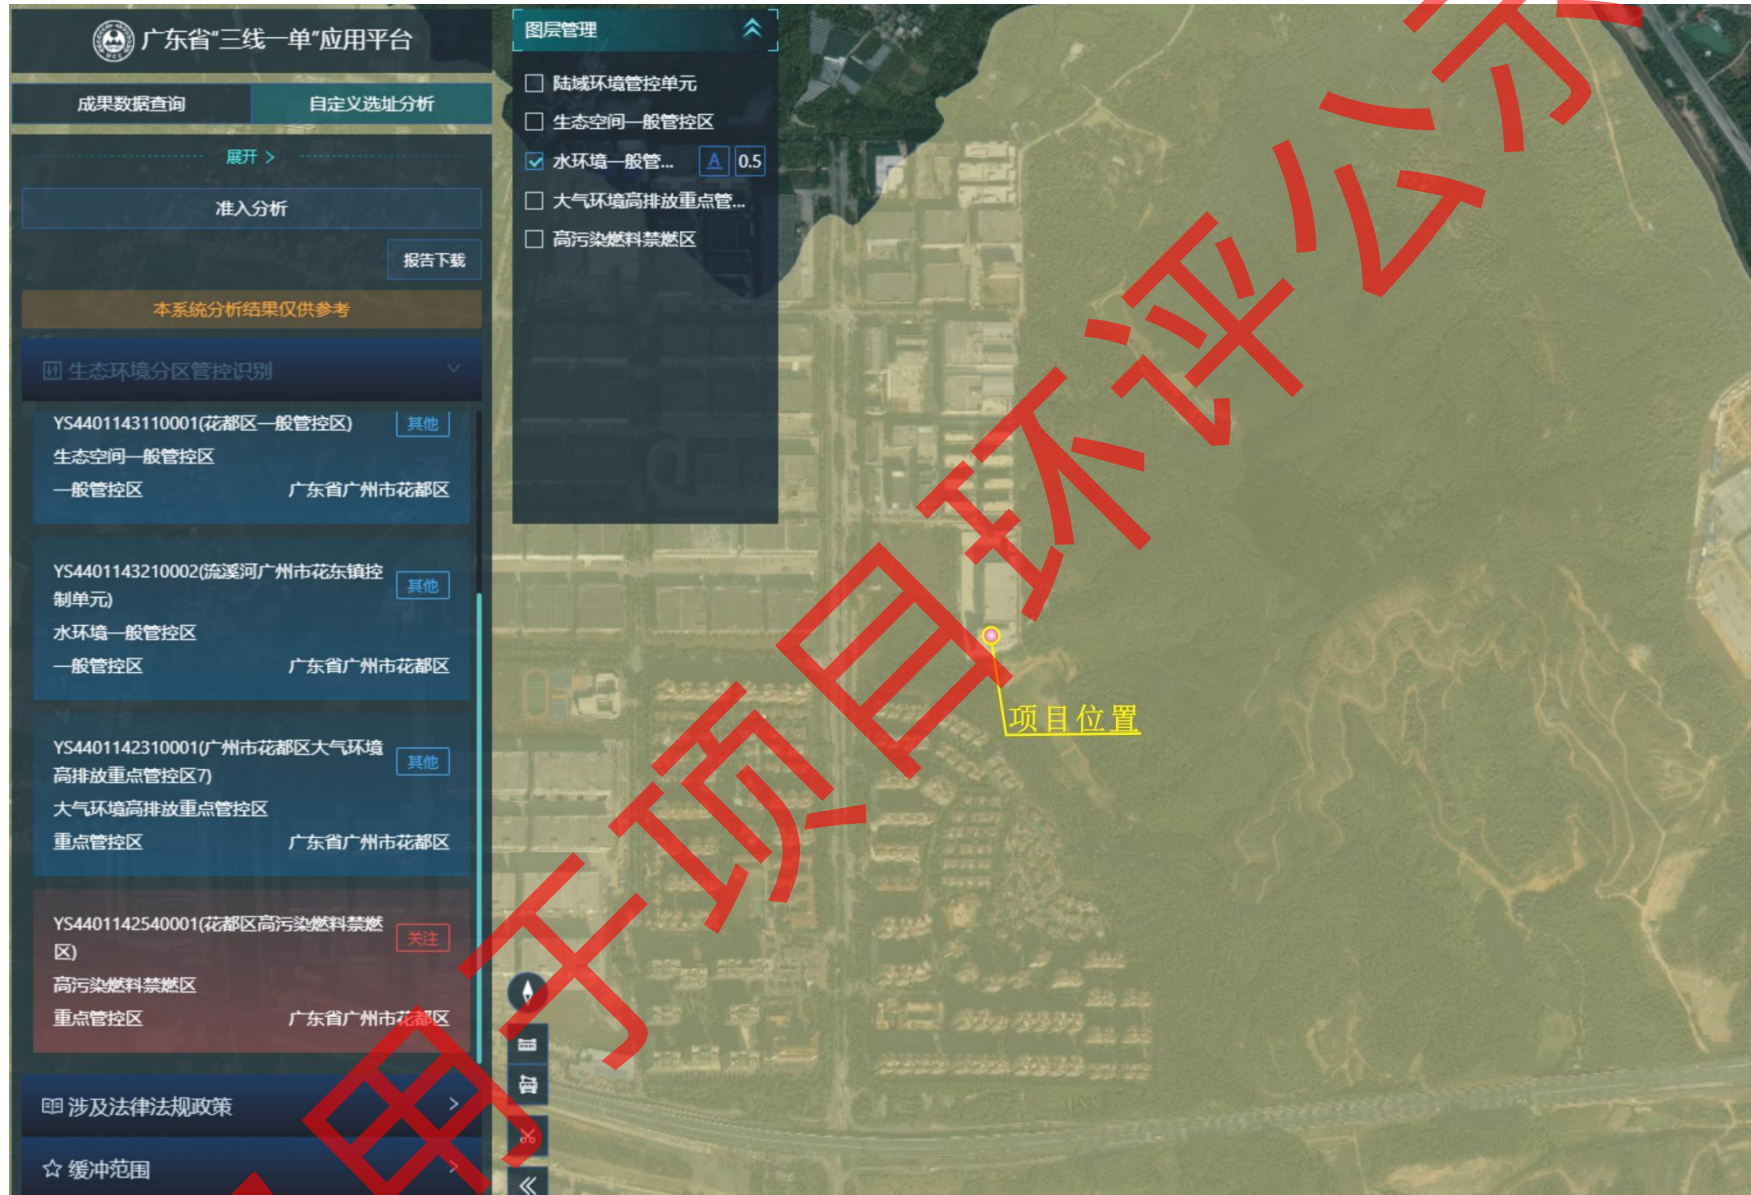 广东省“三线一单”应用平台
成果数据查询
自定义选址分析
展开 >
准入分析
报告下载
本系统分析结果仅供参考
生态环境分区管控识别
YS4401143110001(花都区一般管控区)
其他
生态空间一般管控区
一般管控区
广东省广州市花都区
YS4401143210002(流溪河广州市花东镇控
制单元)
其他
水环境一般管控区
一般管控区
广东省广州市花都区
YS4401142310001(广州市花都区大气环境
高排放重点管控区7)
其他
大气环境高排放重点管控区
重点管控区
广东省广州市花都区
YS4401142540001(花都区高污染燃料禁燃
区)
关注
高污染燃料禁燃区
重点管控区
广东省广州市花都区
涉及法律法规政策
缓冲范围
图层管理
陆域环境管控单元
生态空间一般管控区
水环境一般管...
A
0.5
大气环境高排放重点管...
高污染燃料禁燃区
项目位置
用于项目环评公示